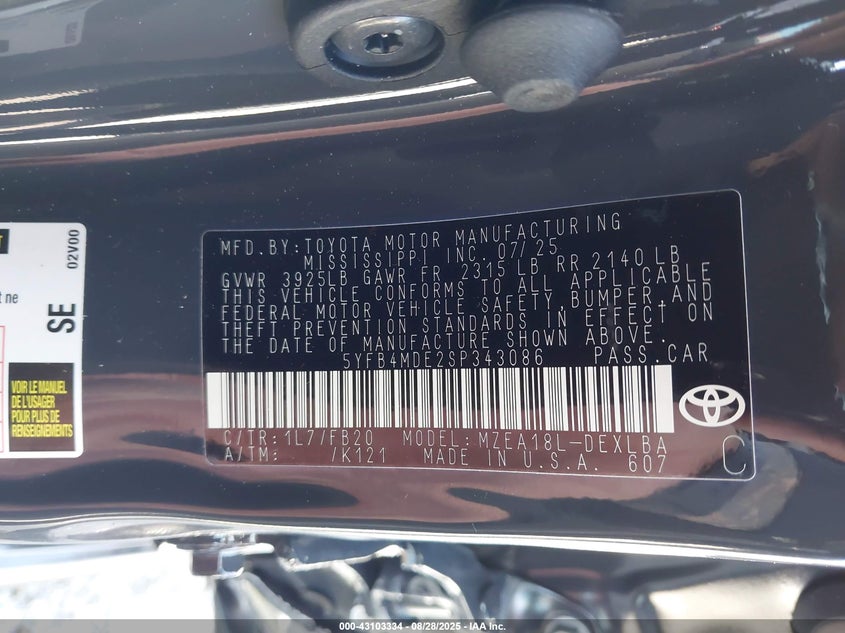 MFD. BY: TOYOTA MOTOR MANUFACTURING
MISSISSIPPI INC. 07/25
GVWR 3925LB GAWR FR 2315 LB RR 2140 LB
THIS VEHICLE CONFORMS TO ALL APPLICABLE
FEDERAL MOTOR VEHICLE SAFETY, BUMPER, AND
THEFT PREVENTION STANDARDS IN EFFECT ON
THE DATE OF MANUFACTURE SHOWN ABOVE.
5YFB4MDE2SP343086 PASS. CAR
C/TR: 1L7/FB20 MODEL: MZEA18L-DEXLBA
A/TM: /K121 MADE IN U.S.A. 607
C
SE
02V00
t ne
VOIR LE MANUEL
DE L'USAGER
POUR PLUS DE
RENSEIGNEMENTS
000-43103334 - 08/28/2025 - IAA Inc.